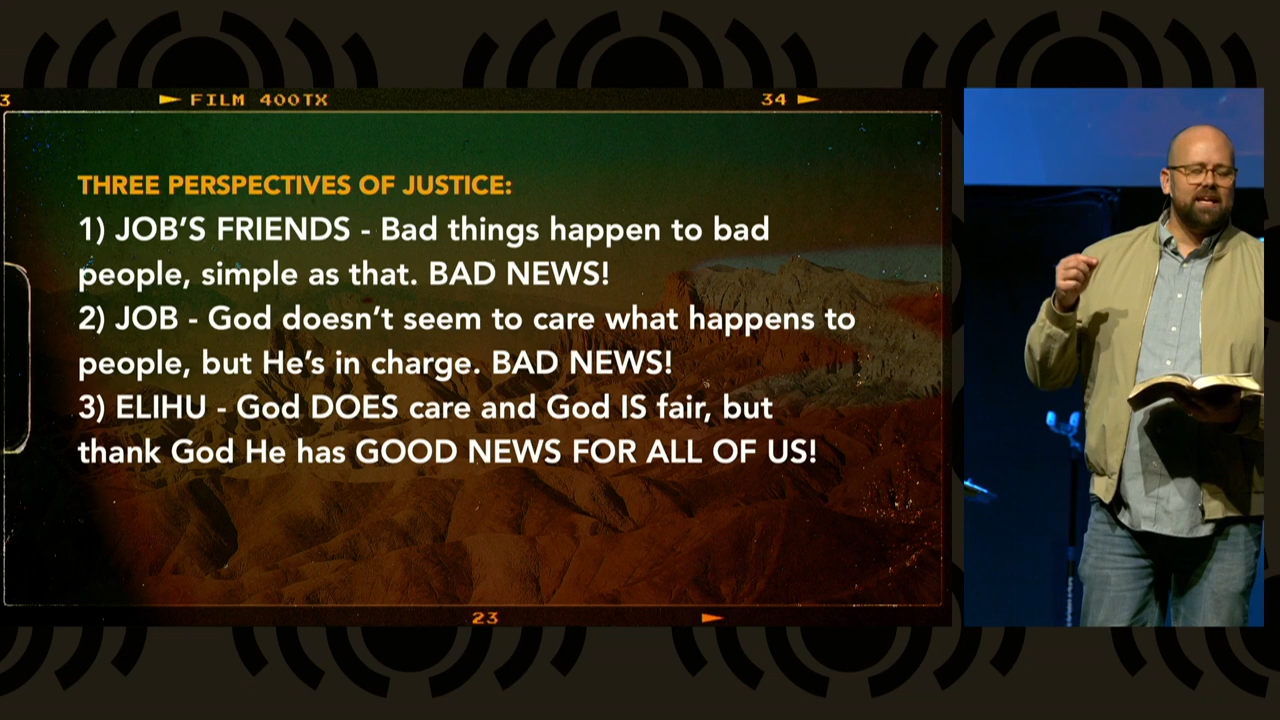 3
FILM 400TX
34
THREE PERSPECTIVES OF JUSTICE:
1) JOB’S FRIENDS - Bad things happen to bad
people, simple as that. BAD NEWS!
2) JOB - God doesn’t seem to care what happens to
people, but He’s in charge. BAD NEWS!
3) ELIHU - God DOES care and God IS fair, but
thank God He has GOOD NEWS FOR ALL OF US!
23